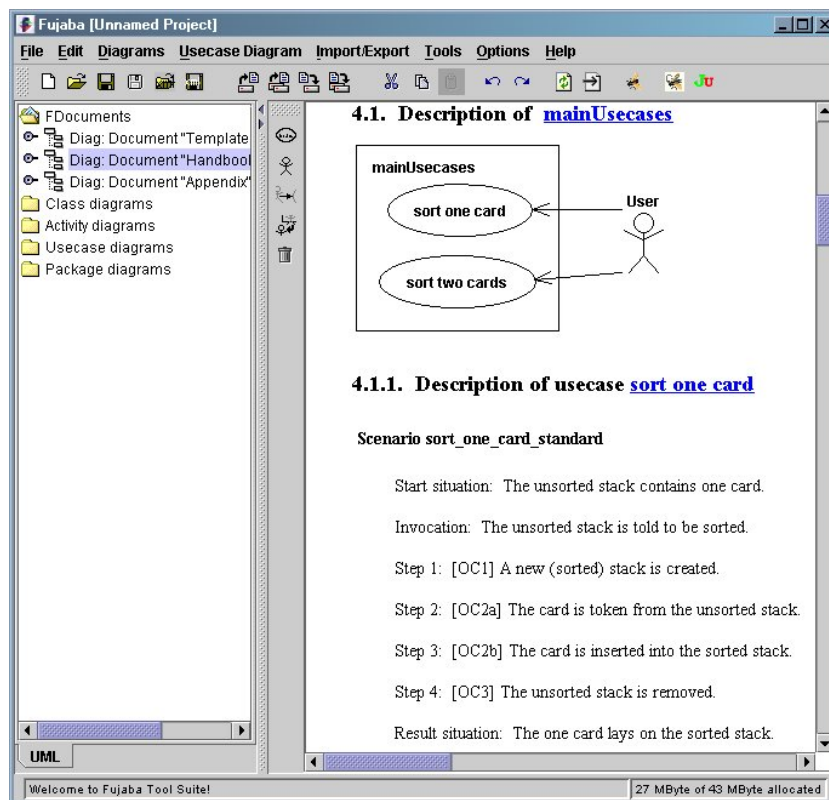 Fujaba [Unnamed Project]
File Edit Diagrams Usecase Diagram Import/Export Tools Options Help
FDocuments
Diag: Document "Template
Diag: Document "Handbool
Diag: Document "Appendix"
Class diagrams
Activity diagrams
Usecase diagrams
Package diagrams
UML
4.1. Description of mainUsecases
mainUsecases
sort one card
User
sort two cards
4.1.1. Description of usecase sort one card
Scenario sort_one_card_standard
Start situation: The unsorted stack contains one card.
Invocation: The unsorted stack is told to be sorted.
Step 1: [OC1] A new (sorted) stack is created.
Step 2: [OC2a] The card is token from the unsorted stack.
Step 3: [OC2b] The card is inserted into the sorted stack.
Step 4: [OC3] The unsorted stack is removed.
Result situation: The one card lays on the sorted stack.
Welcome to Fujaba Tool Suite!
27 MByte of 43 MByte allocated